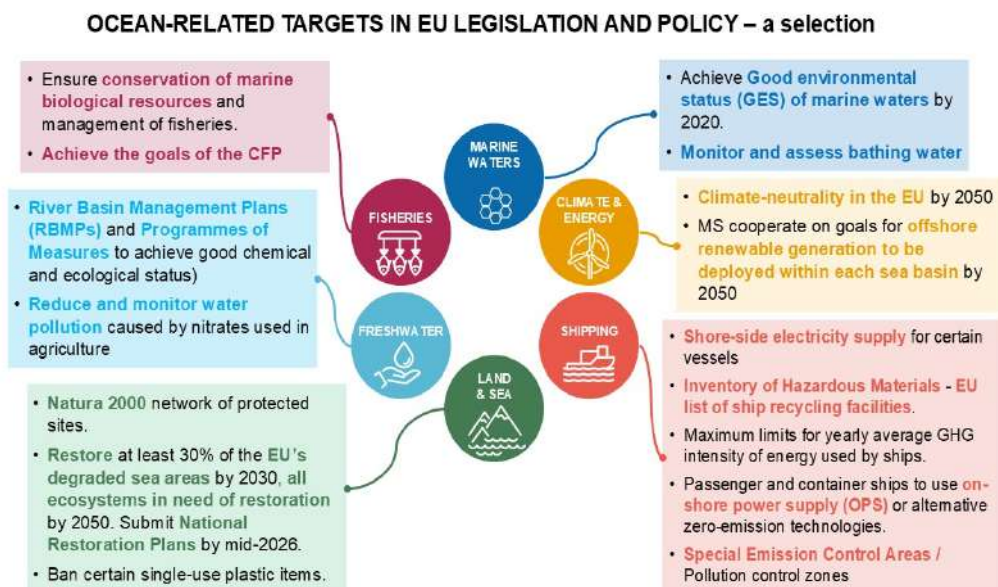 OCEAN-RELATED TARGETS IN EU LEGISLATION AND POLICY – a selection
• Ensure conservation of marine
biological resources and
management of fisheries.
• Achieve the goals of the CFP
• Achieve Good environmental
status (GES) of marine waters by
2020.
• Monitor and assess bathing water
MARINE
WATERS
FISHERIES
CLIMATE &
ENERGY
• River Basin Management Plans
(RBMPs) and Programmes of
Measures to achieve good chemical
and ecological status)
• Reduce and monitor water
pollution caused by nitrates used in
agriculture
• Climate-neutrality in the EU by 2050
• MS cooperate on goals for offshore
renewable generation to be
deployed within each sea basin by
2050
FRESHWATER
SHIPPING
LAND
& SEA
• Natura 2000 network of protected
sites.
• Restore at least 30% of the EU's
degraded sea areas by 2030, all
ecosystems in need of restoration
by 2050. Submit National
Restoration Plans by mid-2026.
• Ban certain single-use plastic items.
• Shore-side electricity supply for certain
vessels
• Inventory of Hazardous Materials - EU
list of ship recycling facilities.
• Maximum limits for yearly average GHG
intensity of energy used by ships.
• Passenger and container ships to use on-
shore power supply (OPS) or alternative
zero-emission technologies.
• Special Emission Control Areas /
Pollution control zones